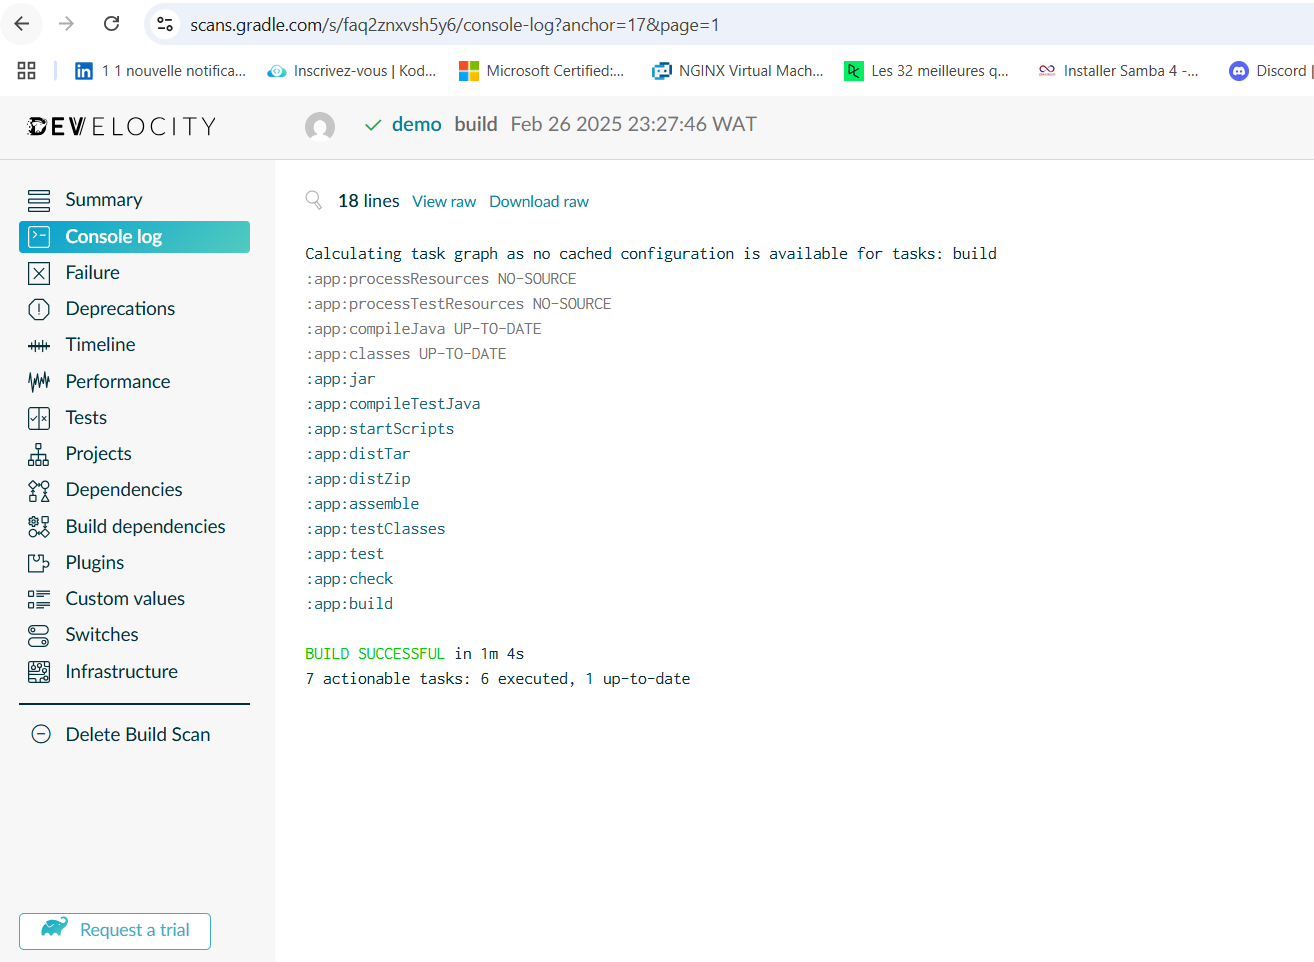 scans.gradle.com/s/faq2znxvsh5y6/console-log?anchor=17&page=1
1 1 nouvelle notifica... Inscrivez-vous | Kod... Microsoft Certified:... NGINX Virtual Mach... Les 32 meilleures q... Installer Samba 4 -... Discord |
DEVELOCITY demo build Feb 26 2025 23:27:46 WAT
Summary
Console log
Failure
Deprecations
Timeline
Performance
Tests
Projects
Dependencies
Build dependencies
Plugins
Custom values
Switches
Infrastructure
Delete Build Scan
Request a trial
18 lines View raw Download raw
Calculating task graph as no cached configuration is available for tasks: build
:app:processResources NO-SOURCE
:app:processTestResources NO-SOURCE
:app:compileJava UP-TO-DATE
:app:classes UP-TO-DATE
:app:jar
:app:compileTestJava
:app:startScripts
:app:distTar
:app:distZip
:app:assemble
:app:testClasses
:app:test
:app:check
:app:build
BUILD SUCCESSFUL in 1m 4s
7 actionable tasks: 6 executed, 1 up-to-date